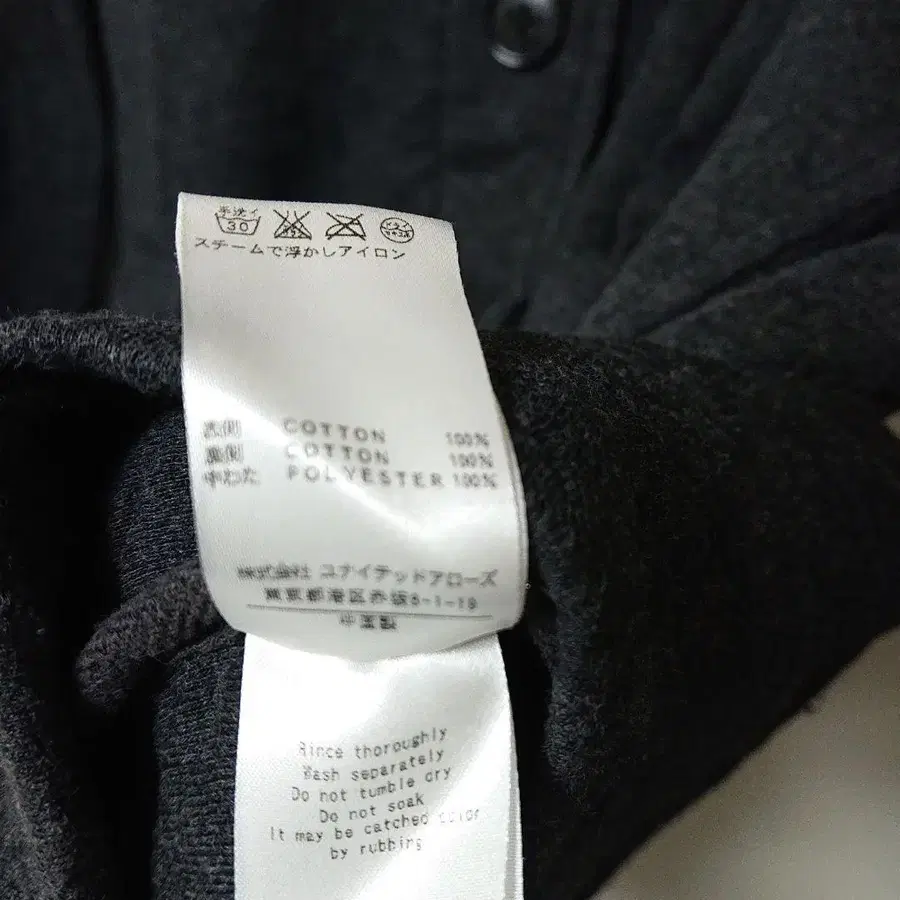 手洗イ
30
スチームで浮かしアイロン
表側 COTTON 100%
裏側 COTTON 100%
中わた POLYESTER 100%
株式会社 ユナイテッドアローズ
東京都港区赤坂8-1-19
中国製
Rince thoroughly
Wash separately
Do not tumble dry
Do not soak
It may be catched color
by rubbing